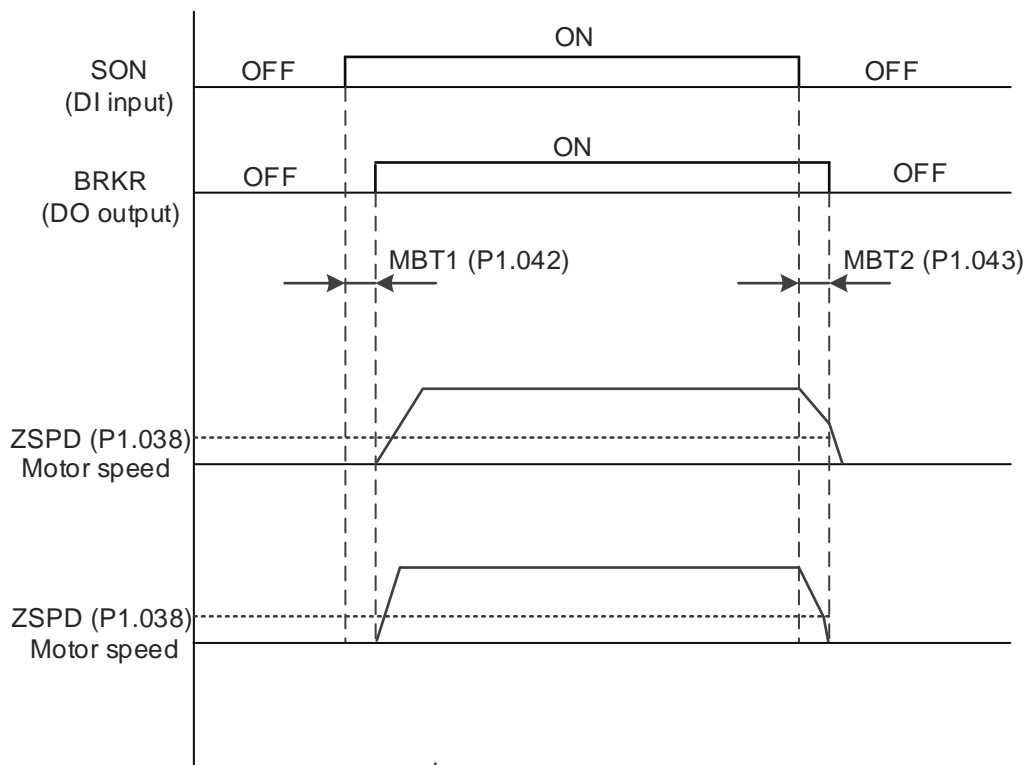 ON
SON
OFF
OFF
(DI input)
ON
BRKR
OFF
OFF
(DO output)
MBT1 (P1.042)
MBT2 (P1.043)
ZSPD (P1.038)
Motor speed
ZSPD (P1.038)
Motor speed